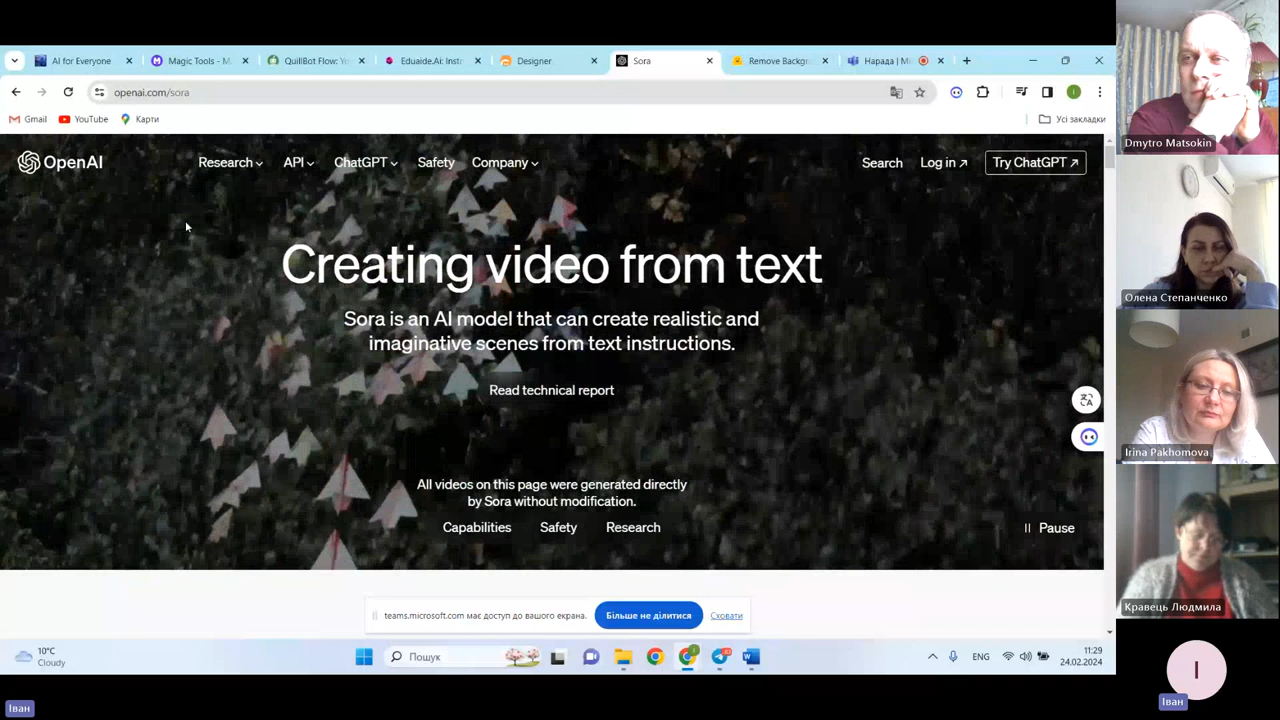 AI for Everyone
Magic Tools - M
QuillBot Flow: Yo
Eduaide.Ai: Inst
Designer
Sora
Remove Backgr
Нарада | Mi
openai.com/sora
Gmail
YouTube
Карти
Усі закладки
OpenAI
Research
API
ChatGPT
Safety
Company
Search
Log in ↗
Try ChatGPT ↗
Creating video from text
Sora is an AI model that can create realistic and
imaginative scenes from text instructions.
Read technical report
All videos on this page were generated directly
by Sora without modification.
Capabilities
Safety
Research
Pause
teams.microsoft.com має доступ до вашого екрана.
Більше не ділитися
Сховати
10°C
Cloudy
Пошук
ENG
11:29
24.02.2024
Іван
Dmytro Matsokin
Олена Степанченко
Irina Pakhomova
Кравець Людмила
І
Іван